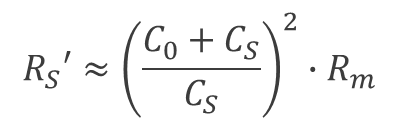 R_S' ≈ ((C_0 + C_S) / C_S)^2 · R_m